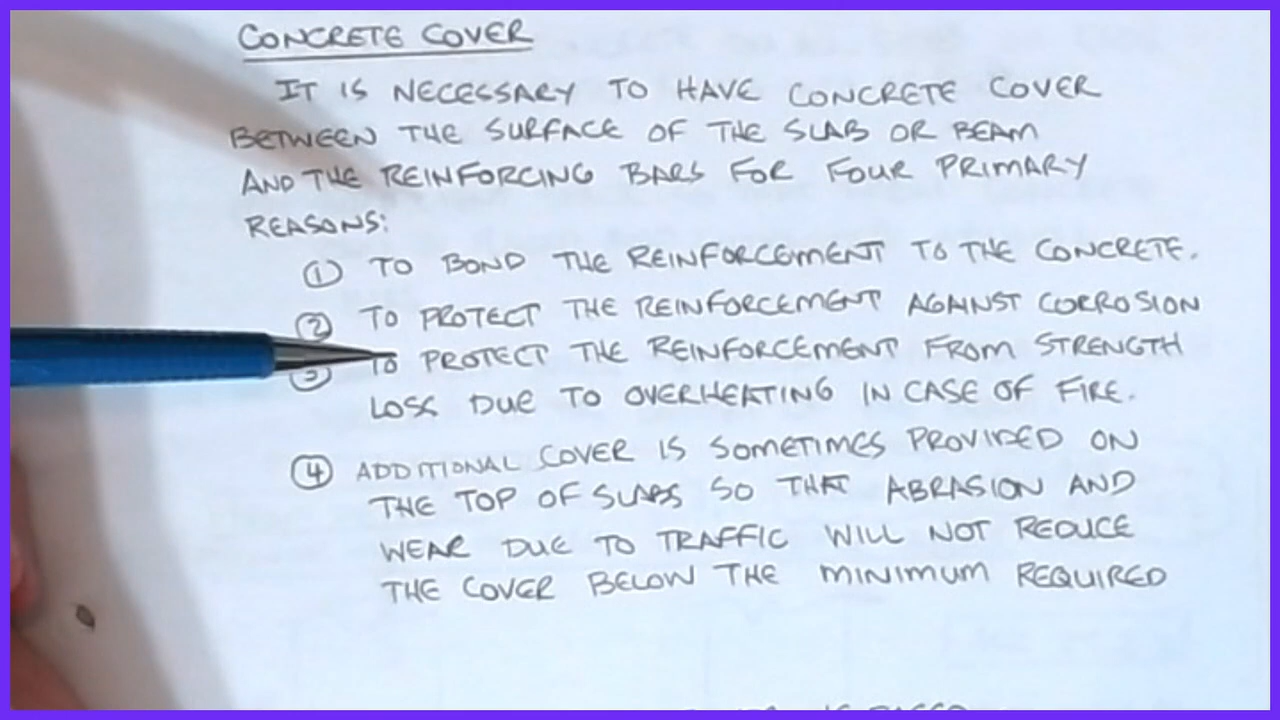 CONCRETE COVER
IT IS NECESSARY TO HAVE CONCRETE COVER
BETWEEN THE SURFACE OF THE SLAB OR BEAM
AND THE REINFORCING BARS FOR FOUR PRIMARY
REASONS:
① TO BOND THE REINFORCEMENT TO THE CONCRETE.
② TO PROTECT THE REINFORCEMENT AGAINST CORROSION
③ TO PROTECT THE REINFORCEMENT FROM STRENGTH
LOSS DUE TO OVERHEATING IN CASE OF FIRE.
④ ADDITIONAL COVER IS SOMETIMES PROVIDED ON
THE TOP OF SLABS SO THAT ABRASION AND
WEAR DUE TO TRAFFIC WILL NOT REDUCE
THE COVER BELOW THE MINIMUM REQUIRED